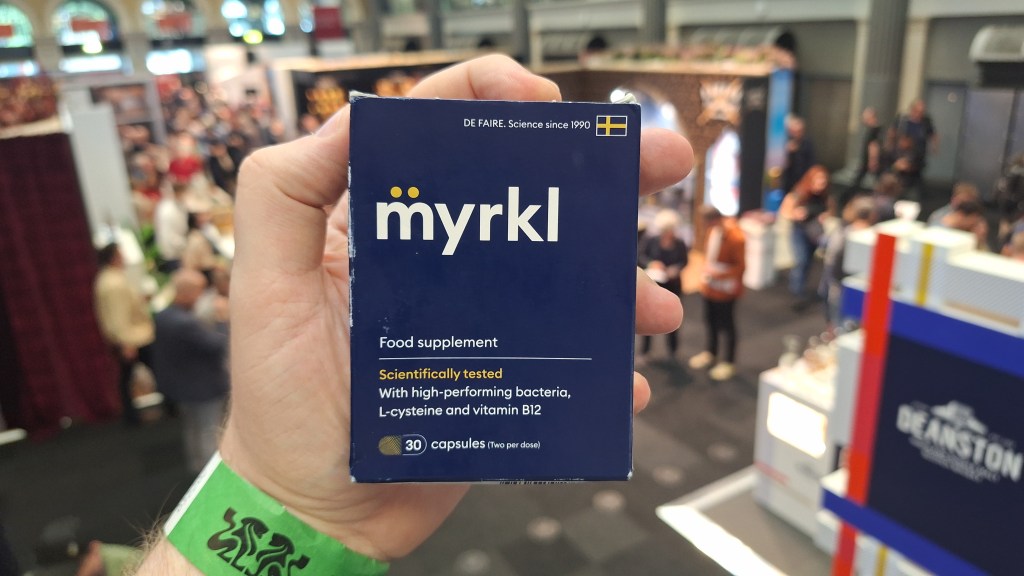 DE FAIRE. Science since 1990
m̈yrkl
Food supplement
Scientifically tested
With high-performing bacteria,
L-cysteine and vitamin B12
30 capsules (Two per dose)
DEANSTON